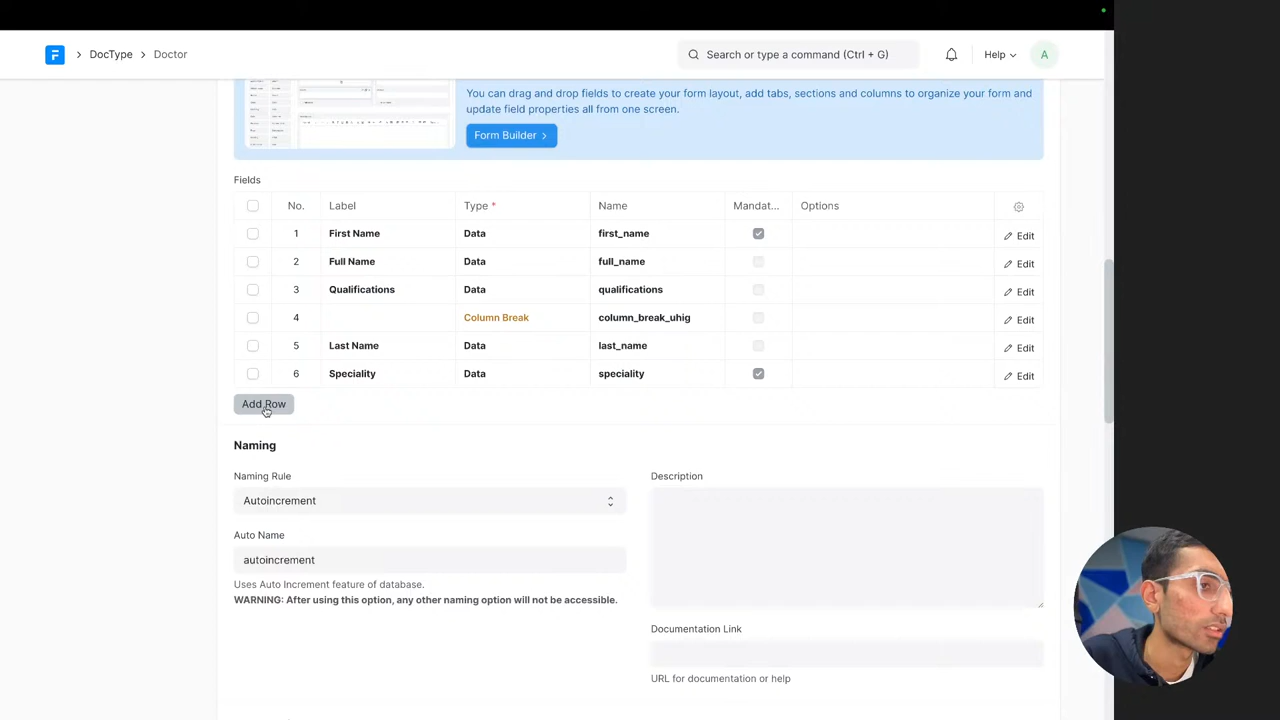 DocType > Doctor
Search or type a command (Ctrl + G)
Help
A
You can drag and drop fields to create your form layout, add tabs, sections and columns to organize your form and
update field properties all from one screen.
Form Builder >
Fields
No. Label Type * Name Mandat... Options
1 First Name Data first_name Edit
2 Full Name Data full_name Edit
3 Qualifications Data qualifications Edit
4 Column Break column_break_uhig Edit
5 Last Name Data last_name Edit
6 Speciality Data speciality Edit
Add Row
Naming
Naming Rule
Autoincrement
Auto Name
autoincrement
Uses Auto Increment feature of database.
WARNING: After using this option, any other naming option will not be accessible.
Description
Documentation Link
URL for documentation or help